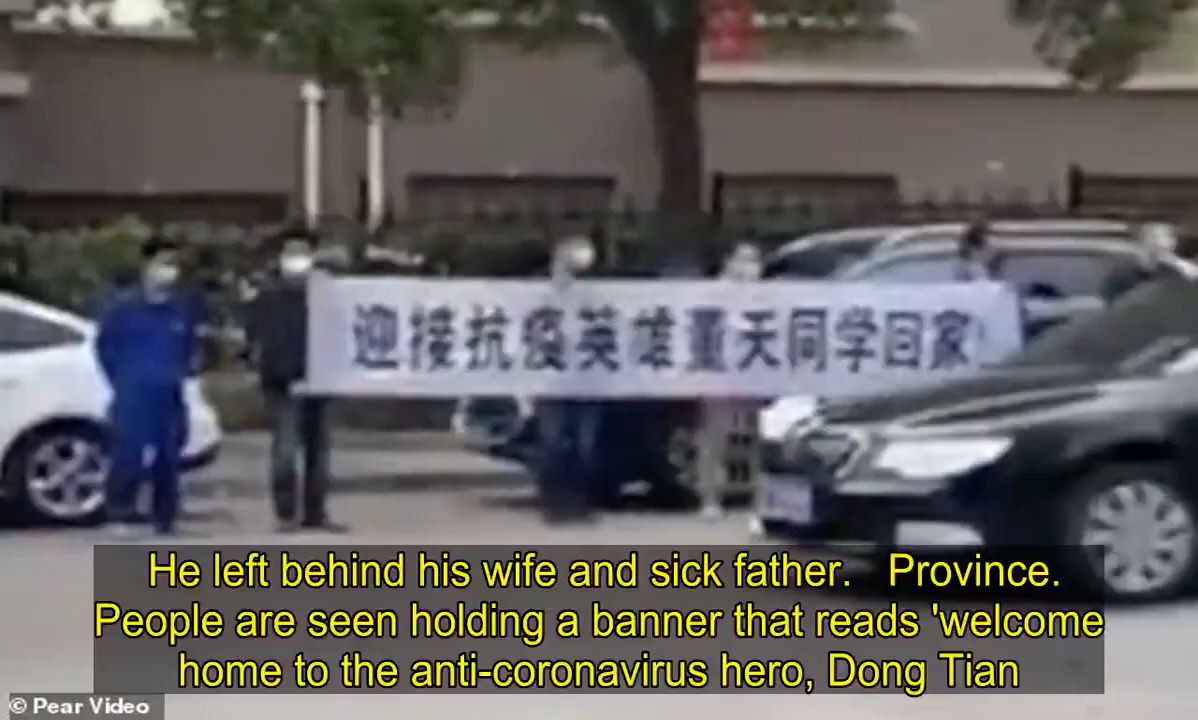 迎接抗疫英雄董天同学回家
He left behind his wife and sick father. Province.
People are seen holding a banner that reads 'welcome
home to the anti-coronavirus hero, Dong Tian
© Pear Video